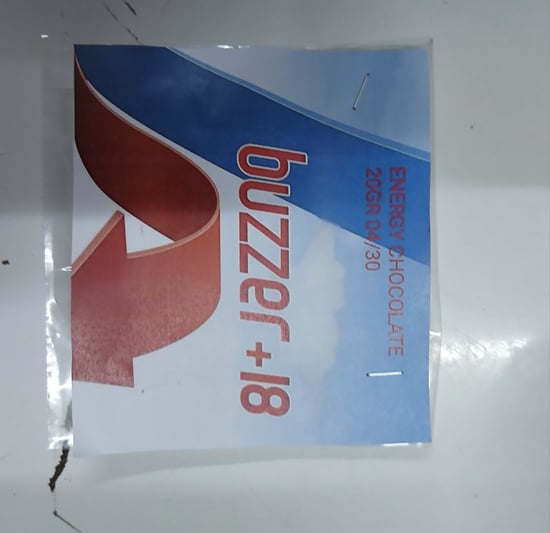 ENERGY CHOCOLATE
20GR 04/30
buzzer+18